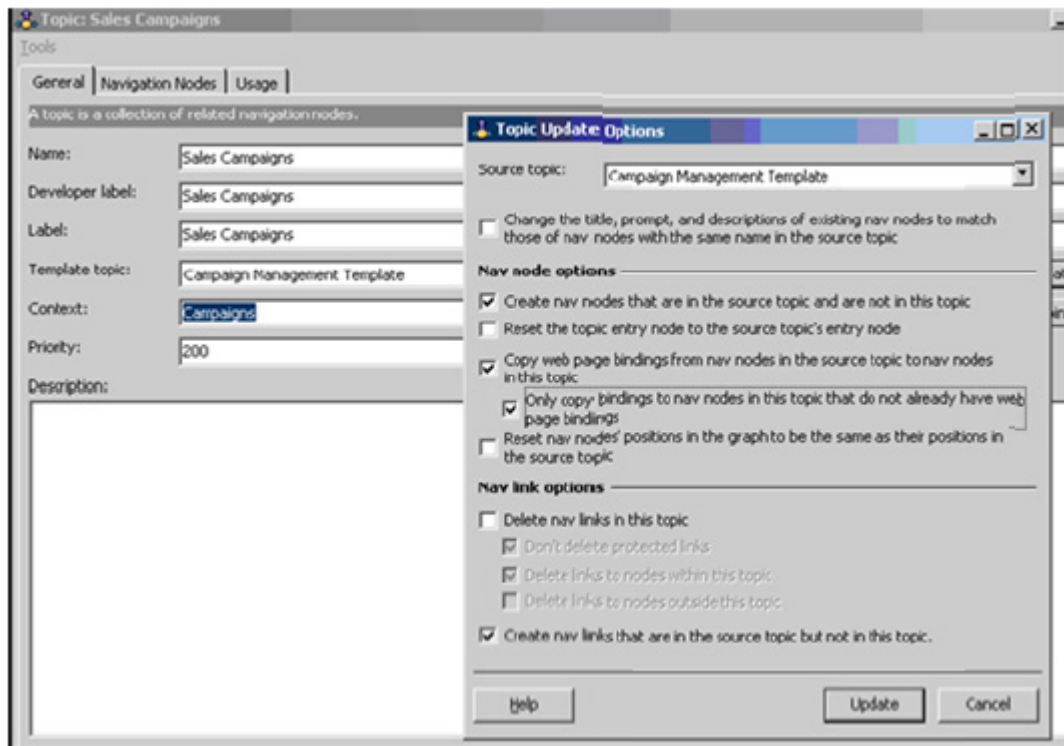 Topic: Sales Campaigns
Tools
General
Navigation Nodes
Usage
A topic is a collection of related navigation nodes.
Name:
Sales Campaigns
Developer label:
Sales Campaigns
Label:
Sales Campaigns
Template topic:
Campaign Management Template
Context:
Campaigns
Priority:
200
Description:
Topic Update Options
Source topic:
Campaign Management Template
Change the title, prompt, and descriptions of existing nav nodes to match
those of nav nodes with the same name in the source topic
Nav node options
Create nav nodes that are in the source topic and are not in this topic
Reset the topic entry node to the source topic's entry node
Copy web page bindings from nav nodes in the source topic to nav nodes
in this topic
Only copy bindings to nav nodes in this topic that do not already have web
page bindings
Reset nav nodes' positions in the graph to be the same as their positions in
the source topic
Nav link options
Delete nav links in this topic
Don't delete protected links
Delete links to nodes within this topic
Delete links to nodes outside this topic
Create nav links that are in the source topic but not in this topic.
Help
Update
Cancel